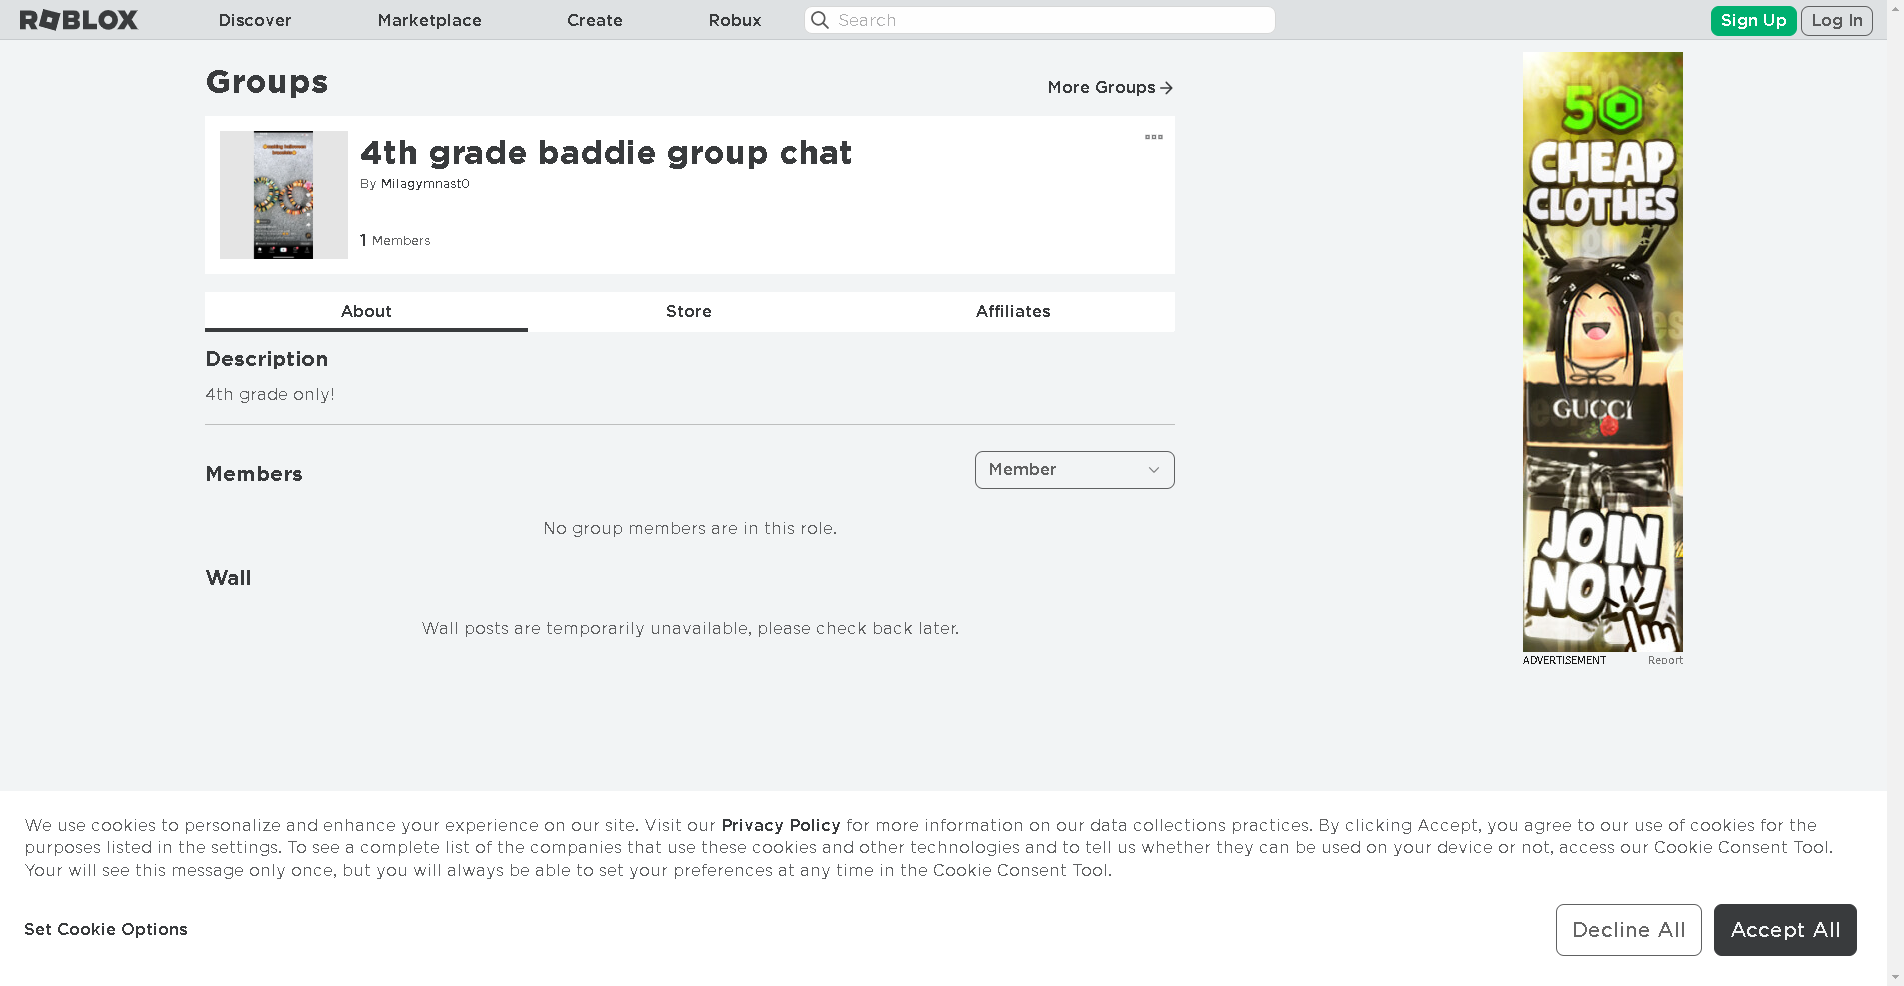 ROBLOX
Discover
Marketplace
Create
Robux
Search
Sign Up
Log In
Groups
More Groups
4th grade baddie group chat
By Milagymnast0
1 Members
About
Store
Affiliates
Description
4th grade only!
Members
Member
No group members are in this role.
Wall
Wall posts are temporarily unavailable, please check back later.
50
CHEAP
CLOTHES
GUCCI
JOIN
NOW
ADVERTISEMENT
Report
We use cookies to personalize and enhance your experience on our site. Visit our Privacy Policy for more information on our data collections practices. By clicking Accept, you agree to our use of cookies for the
purposes listed in the settings. To see a complete list of the companies that use these cookies and other technologies and to tell us whether they can be used on your device or not, access our Cookie Consent Tool.
Your will see this message only once, but you will always be able to set your preferences at any time in the Cookie Consent Tool.
Set Cookie Options
Decline All
Accept All